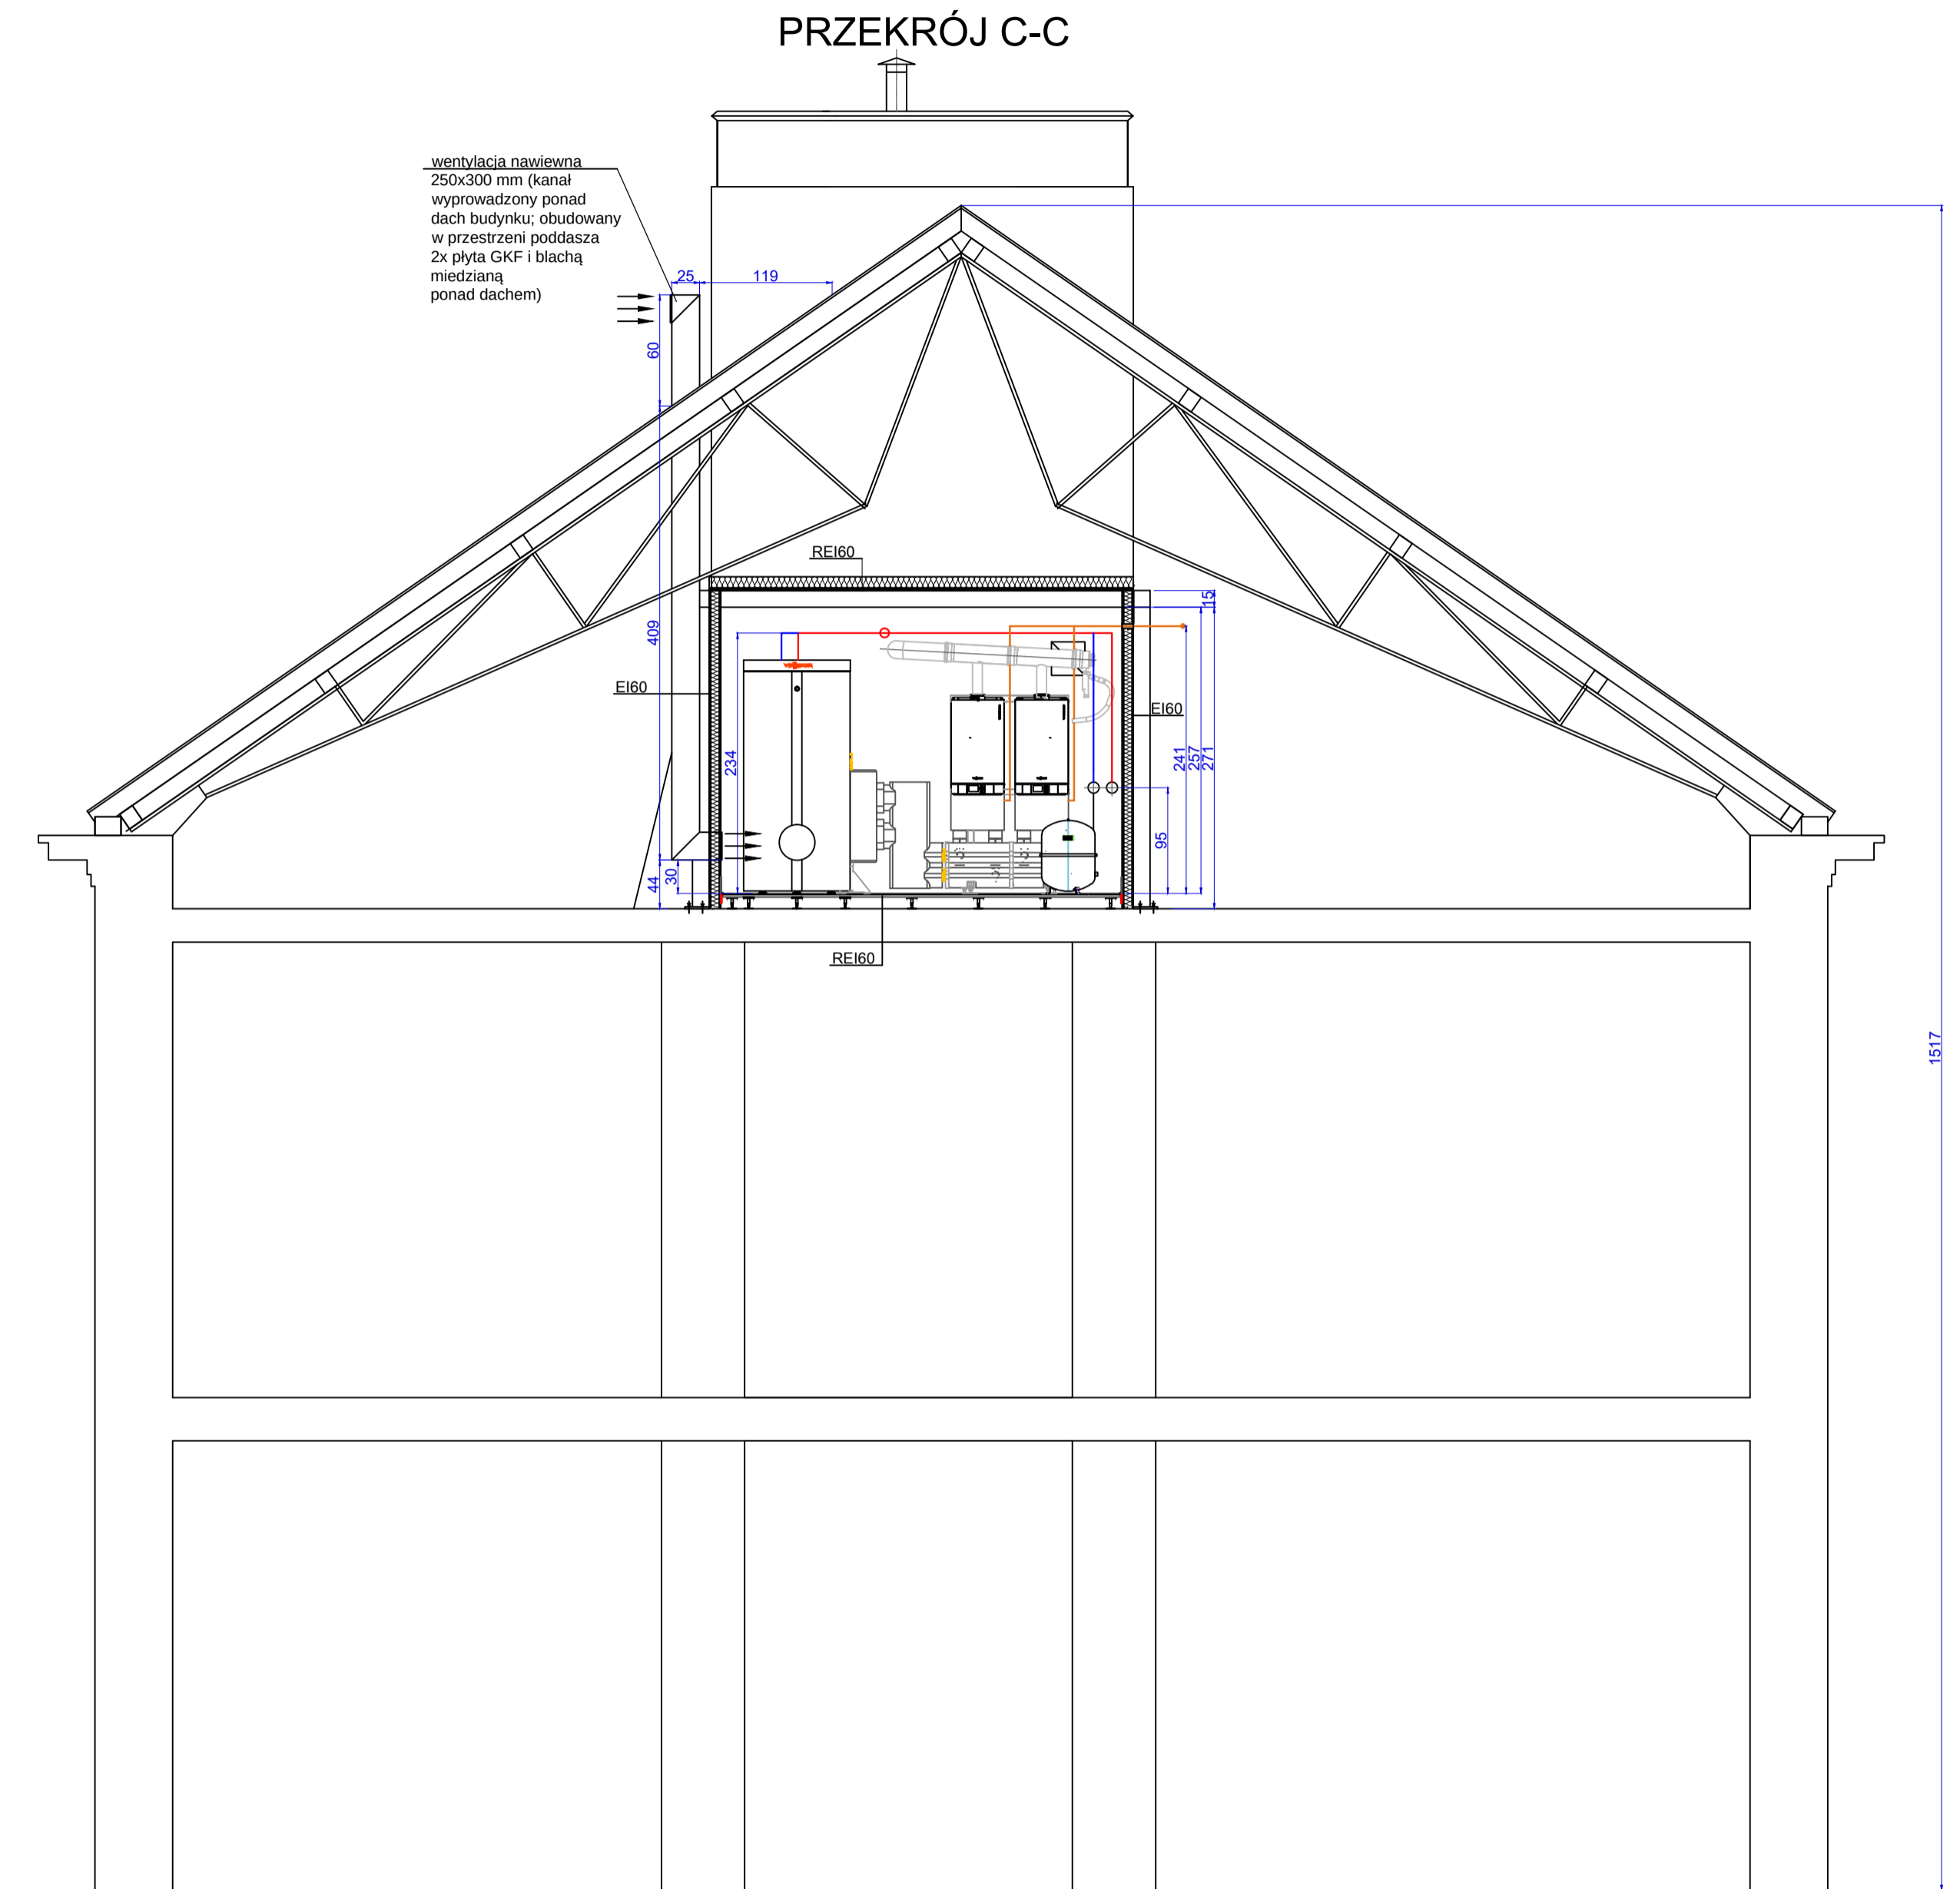 PRZEKRÓJ C-C
wentylacja nawiewna
250x300 mm (kanał
wyprowadzony ponad
dach budynku; obudowany
w przestrzeni poddasza
2x płyta GKF i blachą
miedzianą
ponad dachem)
25
119
60
REI60
15
409
EI60
EI60
234
241
257
271
95
44
30
REI60
1517